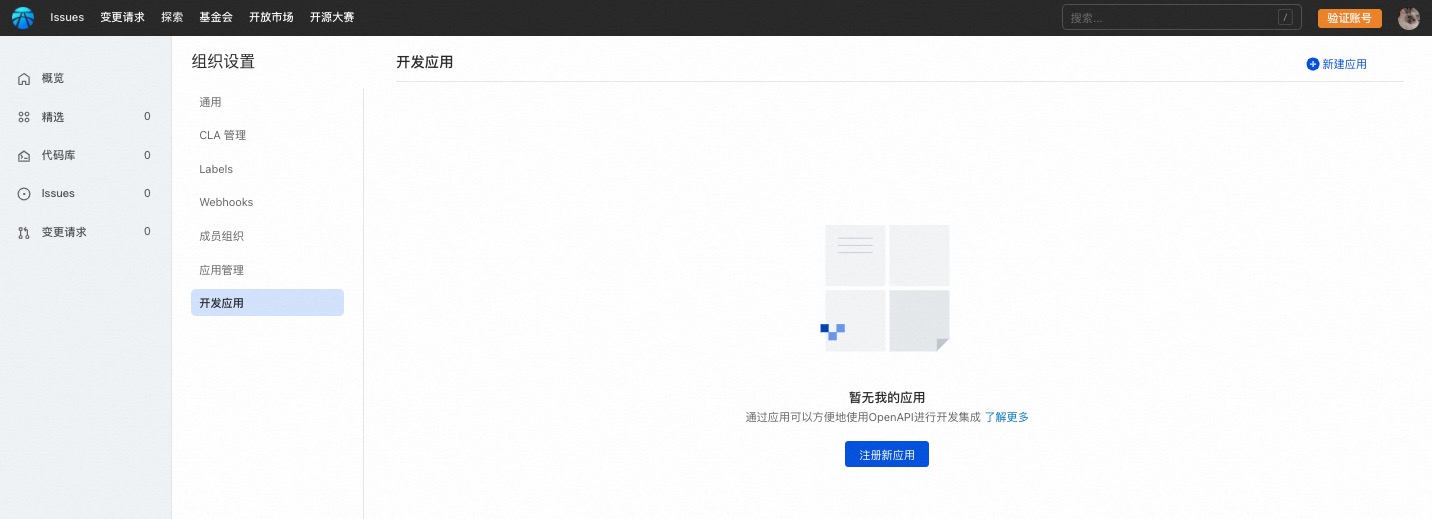 Issues 变更请求 探索 基金会 开放市场 开源大赛 搜索... / 验证账号
概览
精选 0
代码库 0
Issues 0
变更请求 0
组织设置
通用
CLA 管理
Labels
Webhooks
成员组织
应用管理
开发应用
开发应用 新建应用
暂无我的应用
通过应用可以方便地使用OpenAPI进行开发集成 了解更多
注册新应用